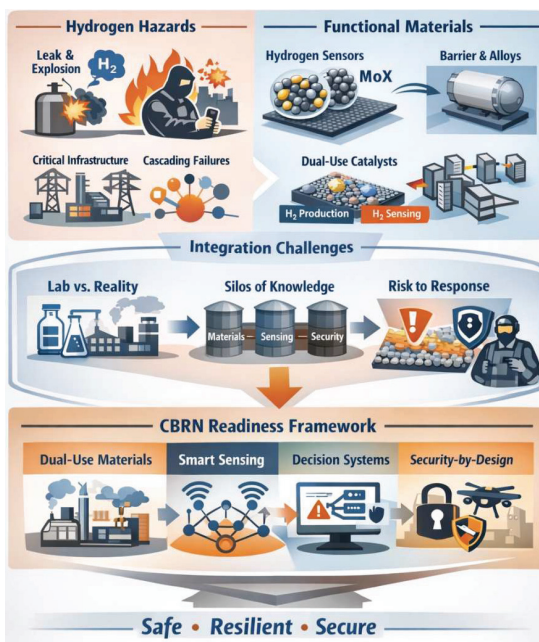 Hydrogen Hazards
Leak &
Explosion
H₂
Critical Infrastructure
Cascading Failures
Functional Materials
Hydrogen Sensors
MoX
Barrier & Alloys
Dual-Use Catalysts
H₂ Production
H₂ Sensing
Integration Challenges
Lab vs. Reality
Silos of Knowledge
Risk to Response
Materials
Sensing
Security
CBRN Readiness Framework
Dual-Use Materials
Smart Sensing
Decision Systems
Security-by-Design
Safe • Resilient • Secure